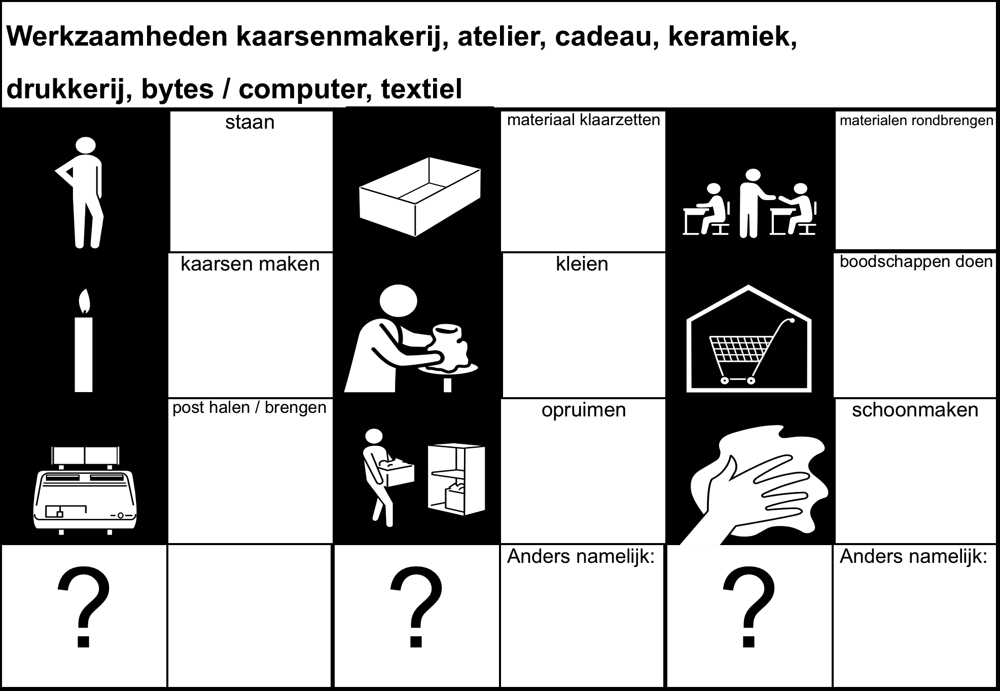 Werkzaamheden kaarsenmakerij, atelier, cadeau, keramiek,
drukkerij, bytes / computer, textiel
staan
materiaal klaarzetten
materialen rondbrengen
kaarsen maken
kleien
boodschappen doen
post halen / brengen
opruimen
schoonmaken
?
?
Anders namelijk:
?
Anders namelijk: